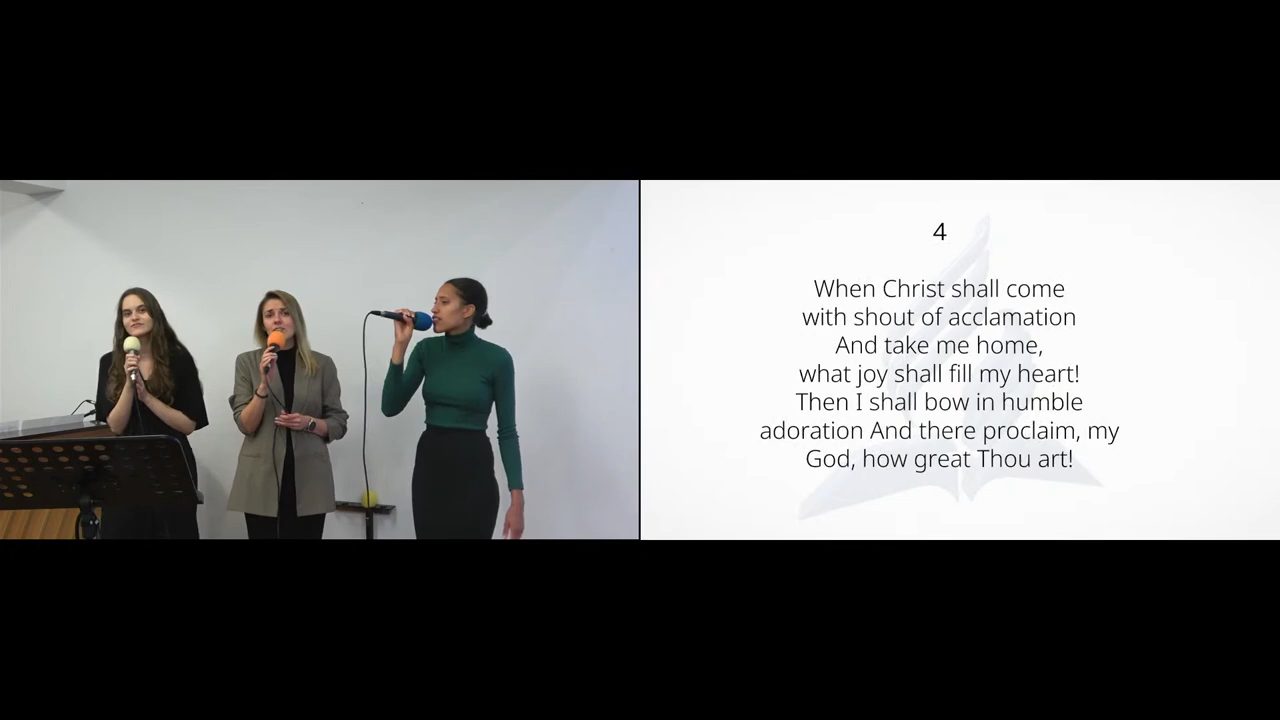 4
When Christ shall come
with shout of acclamation
And take me home,
what joy shall fill my heart!
Then I shall bow in humble
adoration And there proclaim, my
God, how great Thou art!